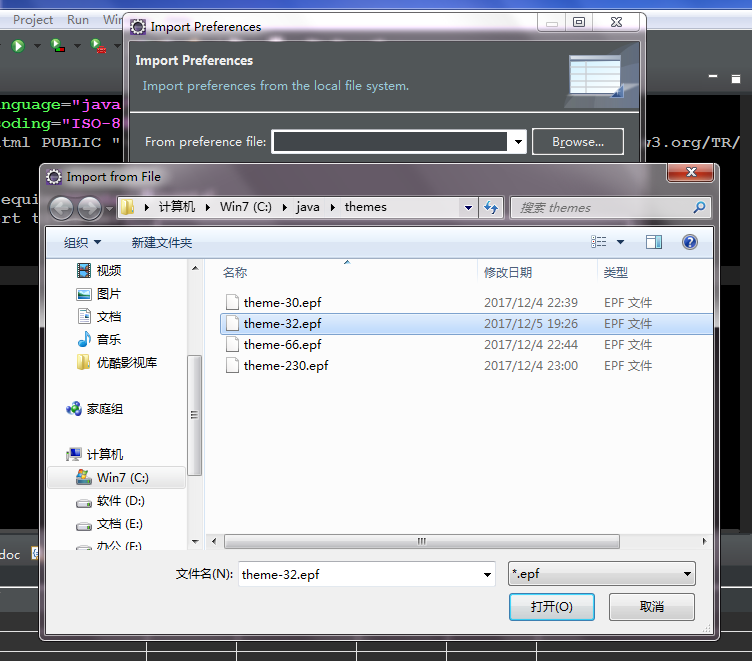 Project Run Win
Import Preferences
Import Preferences
Import preferences from the local file system.
anguage="java
coding="ISO-8
From preference file:
Browse...
tml PUBLIC "
w3.org/TR/
Import from File
equi
rt t
计算机 Win7 (C:) java themes
搜索 themes
组织 新建文件夹
视频
图片
文档
音乐
优酷影视库
家庭组
计算机
Win7 (C:)
软件 (D:)
文档 (E:)
办公 (F:)
名称 修改日期 类型
theme-30.epf 2017/12/4 22:39 EPF 文件
theme-32.epf 2017/12/5 19:26 EPF 文件
theme-66.epf 2017/12/4 22:44 EPF 文件
theme-230.epf 2017/12/4 23:00 EPF 文件
doc
文件名(N): theme-32.epf *.epf
打开(O) 取消